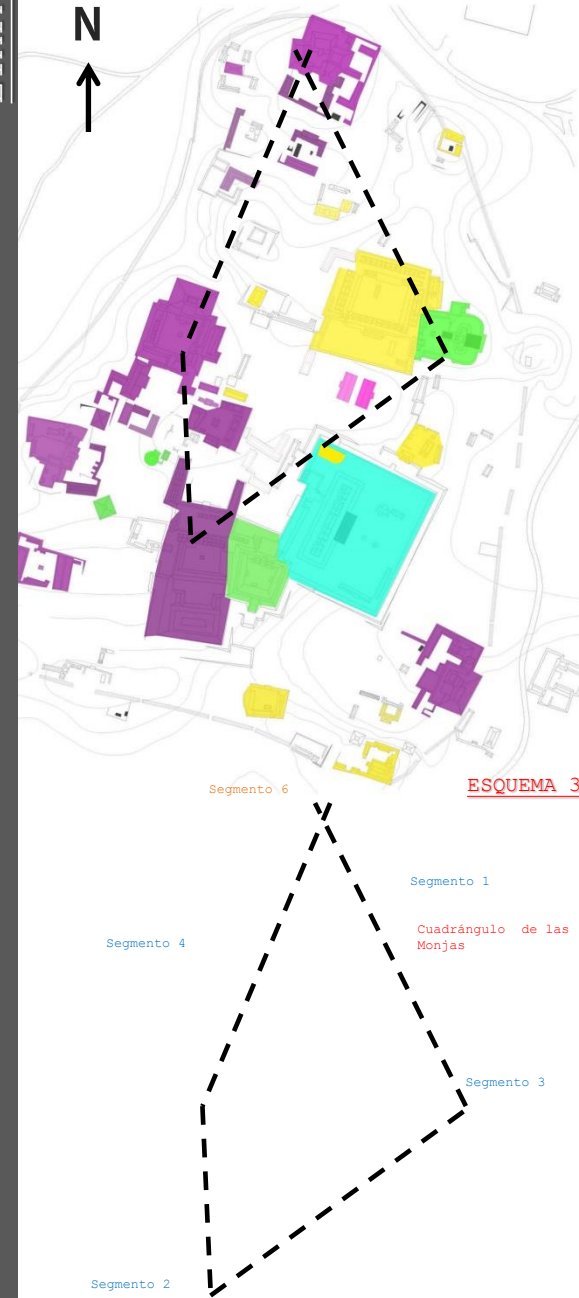 N
ESQUEMA 3
Segmento 6
Segmento 1
Cuadrángulo de las
Monjas
Segmento 4
Segmento 3
Segmento 2